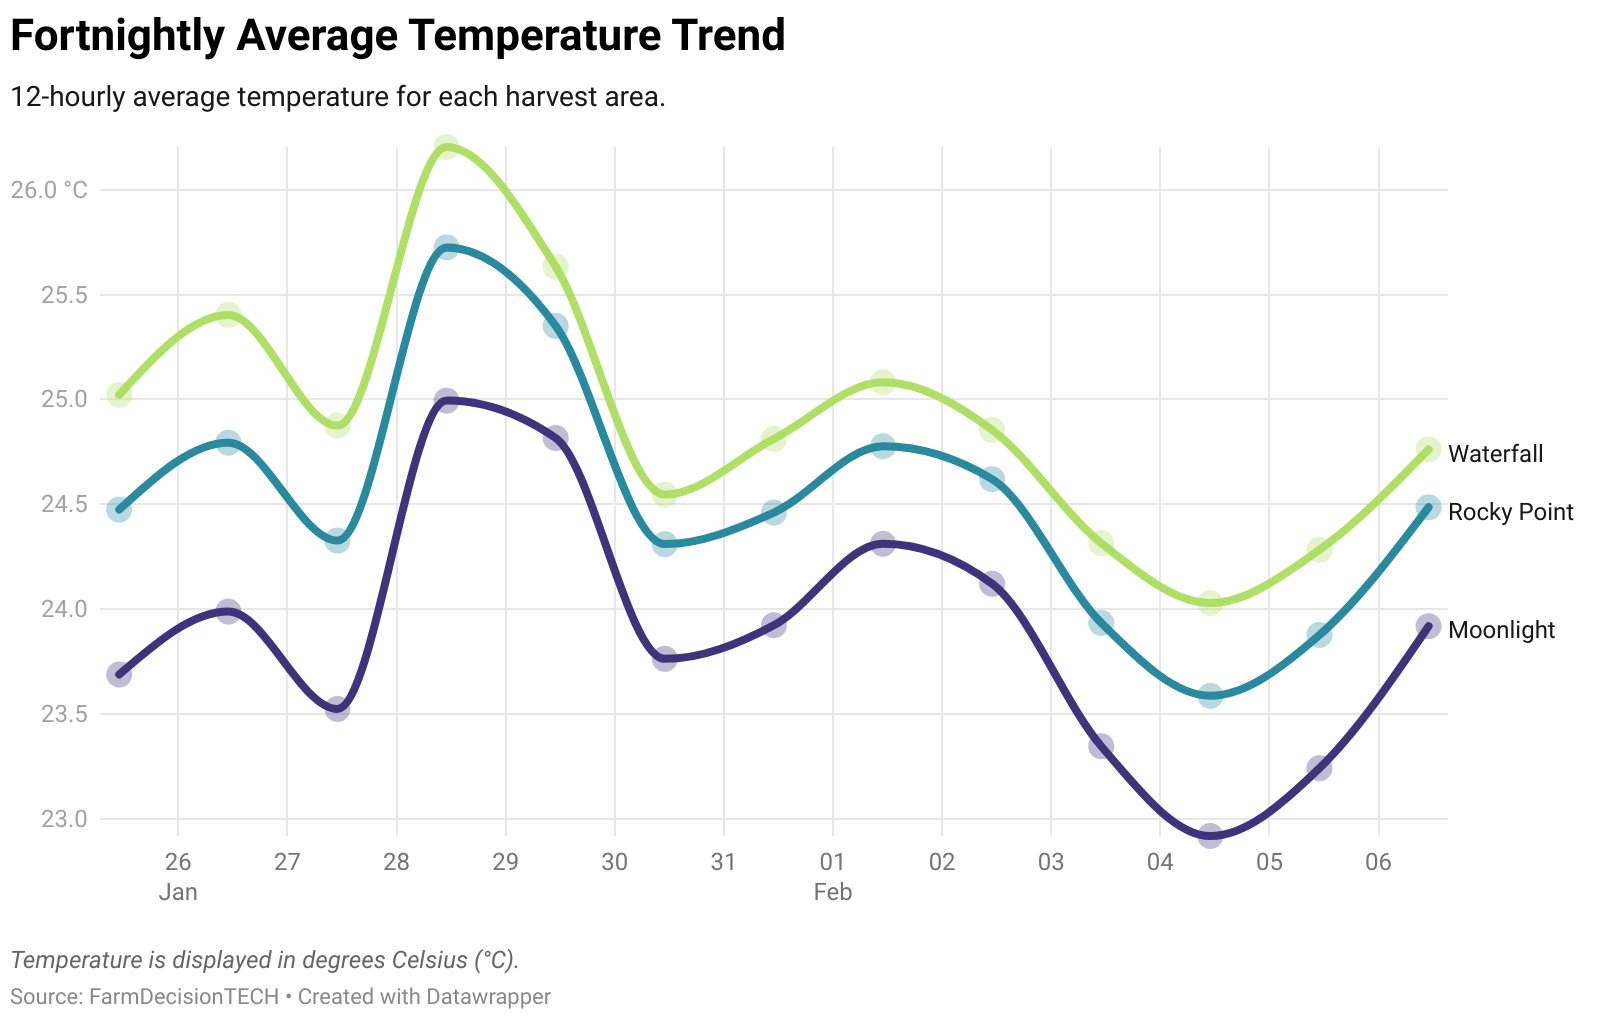 Fortnightly Average Temperature Trend
12-hourly average temperature for each harvest area.
26.0 °C
25.5
25.0
24.5
24.0
23.5
23.0
Waterfall
Rocky Point
Moonlight
26 27 28 29 30 31 01 02 03 04 05 06
Jan Feb
Temperature is displayed in degrees Celsius (°C).
Source: FarmDecisionTECH • Created with Datawrapper